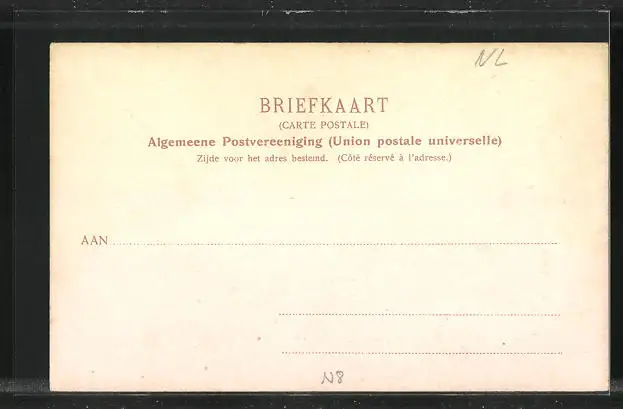 NL
BRIEFKAART
(CARTE POSTALE)
Algemeene Postvereeniging (Union postale universelle)
Zijde voor het adres bestemd. (Côté réservé à l'adresse.)
AAN
N8